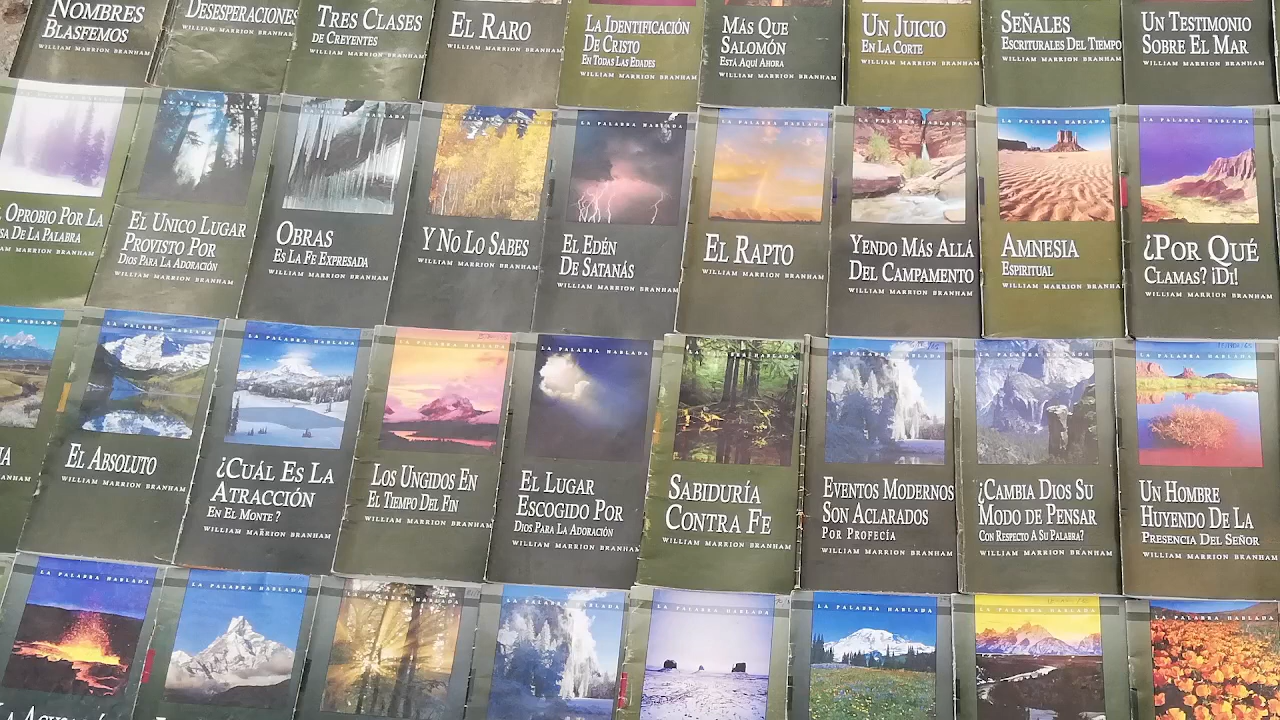 NOMBRES
BLASFEMOS
WILLIAM MARRION BRANHAM
DESESPERACIONES
WILLIAM MARRION BRANHAM
TRES CLASES
DE CREYENTES
WILLIAM MARRION BRANHAM
EL RARO
WILLIAM MARRION BRANHAM
LA IDENTIFICACIÓN
DE CRISTO
EN TODAS LAS EDADES
WILLIAM MARRION BRANHAM
MÁS QUE
SALOMÓN
ESTÁ AQUÍ AHORA
WILLIAM MARRION BRANHAM
UN JUICIO
EN LA CORTE
WILLIAM MARRION BRANHAM
SEÑALES
ESCRITURALES DEL TIEMPO
WILLIAM MARRION BRANHAM
UN TESTIMONIO
SOBRE EL MAR
WILLIAM MARRION BRANHAM
OPROBIO POR LA
DE LA PALABRA
MARRION BRANHAM
LA PALABRA HABLADA
EL UNICO LUGAR
PROVISTO POR
DIOS PARA LA ADORACIÓN
WILLIAM MARRION BRANHAM
LA PALABRA HABLADA
OBRAS
ES LA FE EXPRESADA
WILLIAM MARRION BRANHAM
LA PALABRA HABLADA
Y NO LO SABES
WILLIAM MARRION BRANHAM
LA PALABRA HABLADA
EL EDÉN
DE SATANÁS
WILLIAM MARRION BRANHAM
LA PALABRA HABLADA
EL RAPTO
WILLIAM MARRION BRANHAM
LA PALABRA HABLADA
YENDO MÁS ALLÁ
DEL CAMPAMENTO
WILLIAM MARRION BRANHAM
LA PALABRA HABLADA
AMNESIA
ESPIRITUAL
WILLIAM MARRION BRANHAM
LA PALABRA HABLADA
¿POR QUÉ
CLAMAS? ¡DI!
WILLIAM MARRION BRANHAM
HABLADA
BRANHAM
LA PALABRA HABLADA
EL ABSOLUTO
WILLIAM MARRION BRANHAM
LA PALABRA HABLADA
¿CUÁL ES LA
ATRACCIÓN
EN EL MONTE?
WILLIAM MARRION BRANHAM
LA PALABRA HABLADA
LOS UNGIDOS EN
EL TIEMPO DEL FIN
WILLIAM MARRION BRANHAM
LA PALABRA HABLADA
EL LUGAR
ESCOGIDO POR
DIOS PARA LA ADORACIÓN
WILLIAM MARRION BRANHAM
LA PALABRA HABLADA
SABIDURÍA
CONTRA FE
WILLIAM MARRION BRANHAM
LA PALABRA HABLADA
EVENTOS MODERNOS
SON ACLARADOS
POR PROFECÍA
WILLIAM MARRION BRANHAM
LA PALABRA HABLADA
¿CAMBIA DIOS SU
MODO DE PENSAR
CON RESPECTO A SU PALABRA?
WILLIAM MARRION BRANHAM
LA PALABRA HABLADA
UN HOMBRE
HUYENDO DE LA
PRESENCIA DEL SEÑOR
WILLIAM MARRION BRANHAM
LA PALABRA HABLADA
LA PALABRA HABLADA
LA PALABRA HABLADA
LA PALABRA HABLADA
LA PALABRA HABLADA
LA PALABRA HABLADA
LA PALABRA HABLADA
LA PALABRA HABLADA